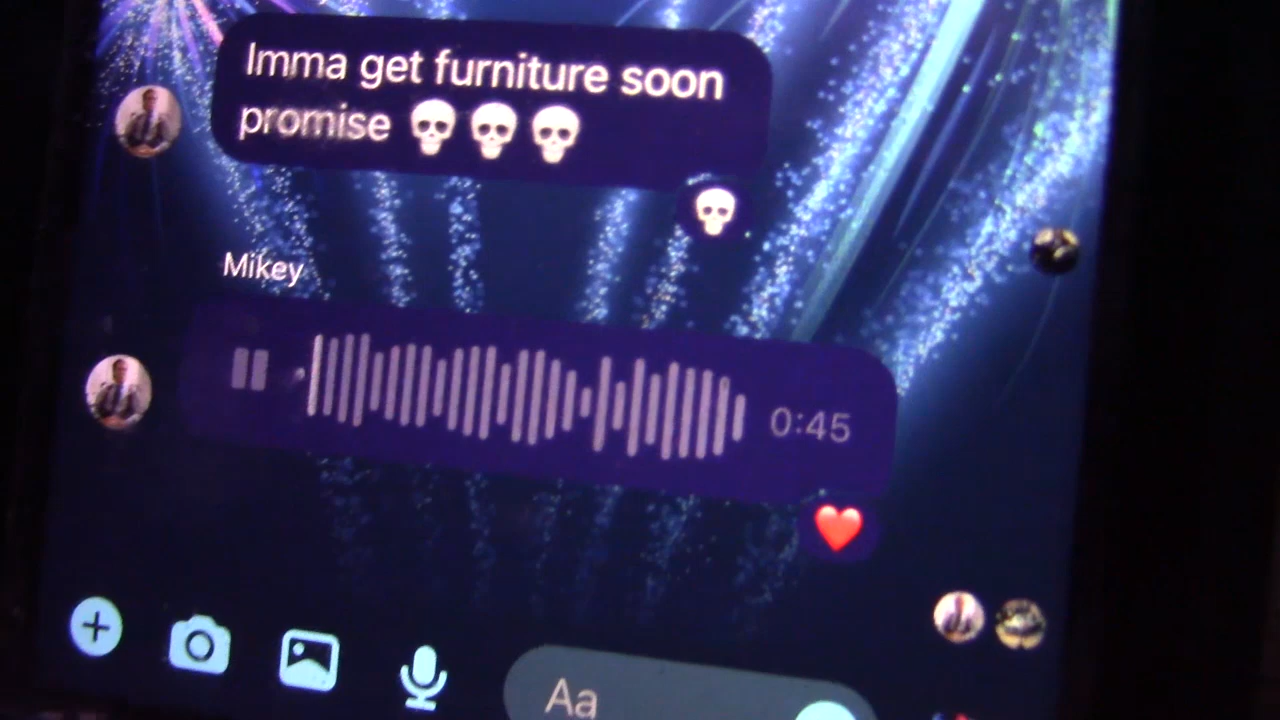 Imma get furniture soon
promise 💀 💀 💀
Mikey
0:45
Aa